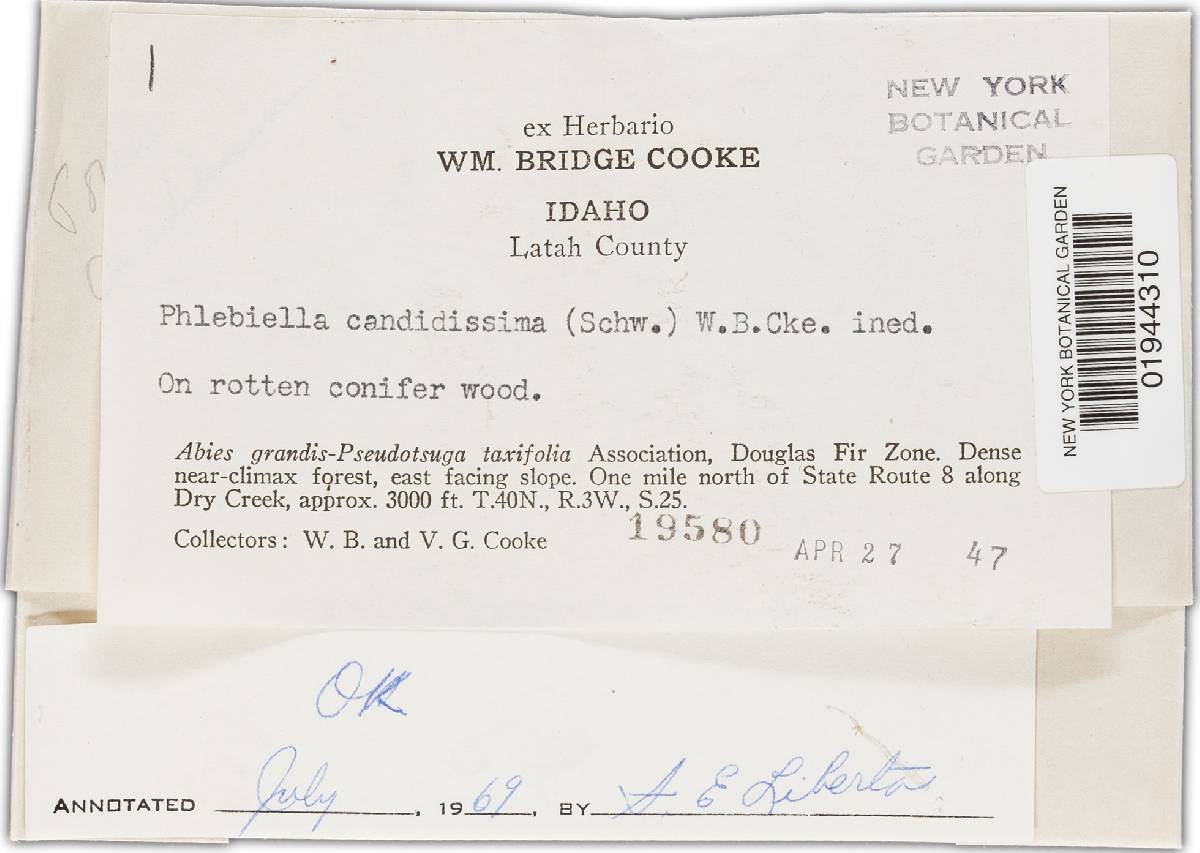 NEW YORK
BOTANICAL
GARDEN
ex Herbario
WM. BRIDGE COOKE
IDAHO
Latah County
Phlebiella candidissima (Schw.) W.B.Cke. ined.
On rotten conifer wood.
Abies grandis-Pseudotsuga taxifolia Association, Douglas Fir Zone. Dense
near-climax forest, east facing slope. One mile north of State Route 8 along
Dry Creek, approx. 3000 ft. T.40N., R.3W., S.25.
Collectors: W. B. and V. G. Cooke 19580 APR 27 47
NEW YORK BOTANICAL GARDEN
01944310
OK
ANNOTATED July, 1969, BY A. E Liberta